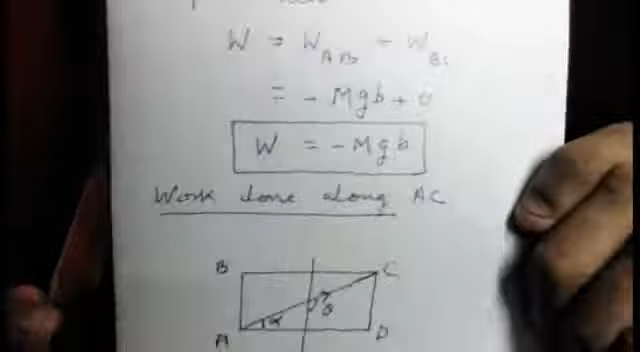 W = W_AB - W_BC
= - Mgb + 0
W = - Mgb
Work done along AC
B C
α θ
A D